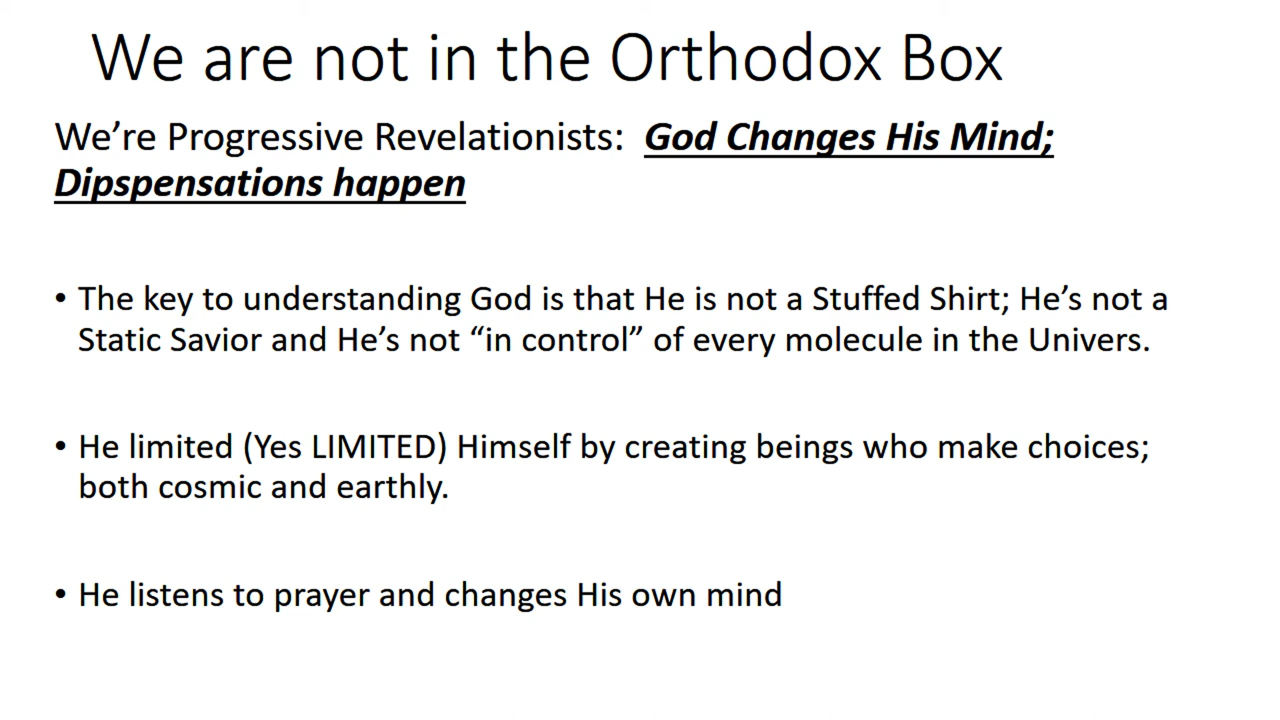 We are not in the Orthodox Box
We’re Progressive Revelationists: God Changes His Mind;
Dipspensations happen
• The key to understanding God is that He is not a Stuffed Shirt; He’s not a
Static Savior and He’s not “in control” of every molecule in the Univers.
• He limited (Yes LIMITED) Himself by creating beings who make choices;
both cosmic and earthly.
• He listens to prayer and changes His own mind